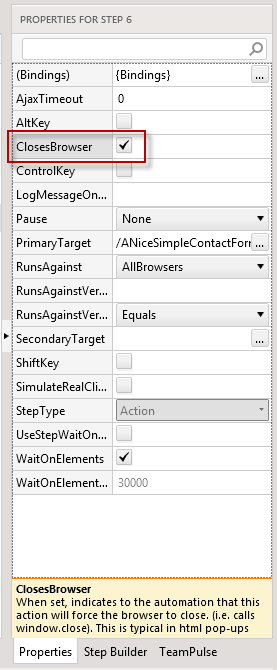 PROPERTIES FOR STEP 6
(Bindings) {Bindings} ...
AjaxTimeout 0
AltKey
ClosesBrowser
ControlKey
LogMessageOn...
Pause None
PrimaryTarget /ANiceSimpleContactForr ...
RunsAgainst AllBrowsers
RunsAgainstVer...
RunsAgainstVer... Equals
SecondaryTarget ...
ShiftKey
SimulateRealCli...
StepType Action
UseStepWaitOn...
WaitOnElements
WaitOnElement... 30000
ClosesBrowser
When set, indicates to the automation that this
action will force the browser to close. (i.e. calls
window.close). This is typical in html pop-ups
Properties Step Builder TeamPulse